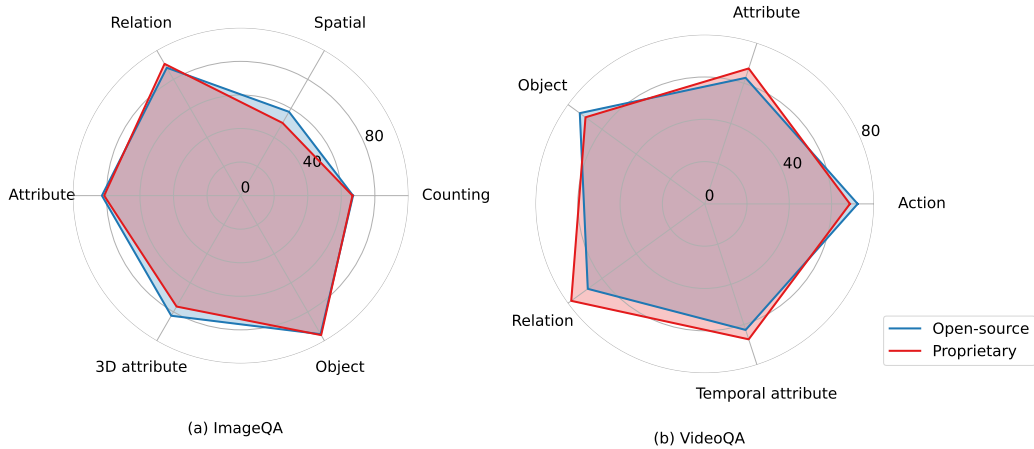 Relation
Spatial
80
40
0
Attribute
Counting
3D attribute
Object
(a) ImageQA
Attribute
Object
80
40
0
Action
Relation
Temporal attribute
(b) VideoQA
Open-source
Proprietary